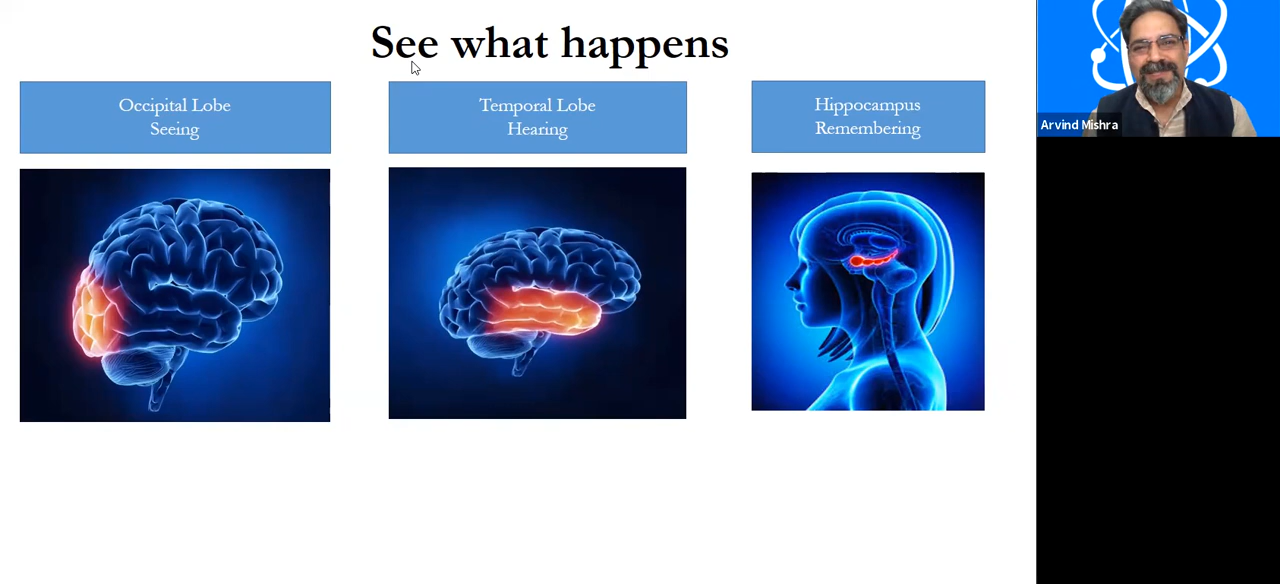 See what happens
Occipital Lobe
Seeing
Temporal Lobe
Hearing
Hippocampus
Remembering
Arvind Mishra